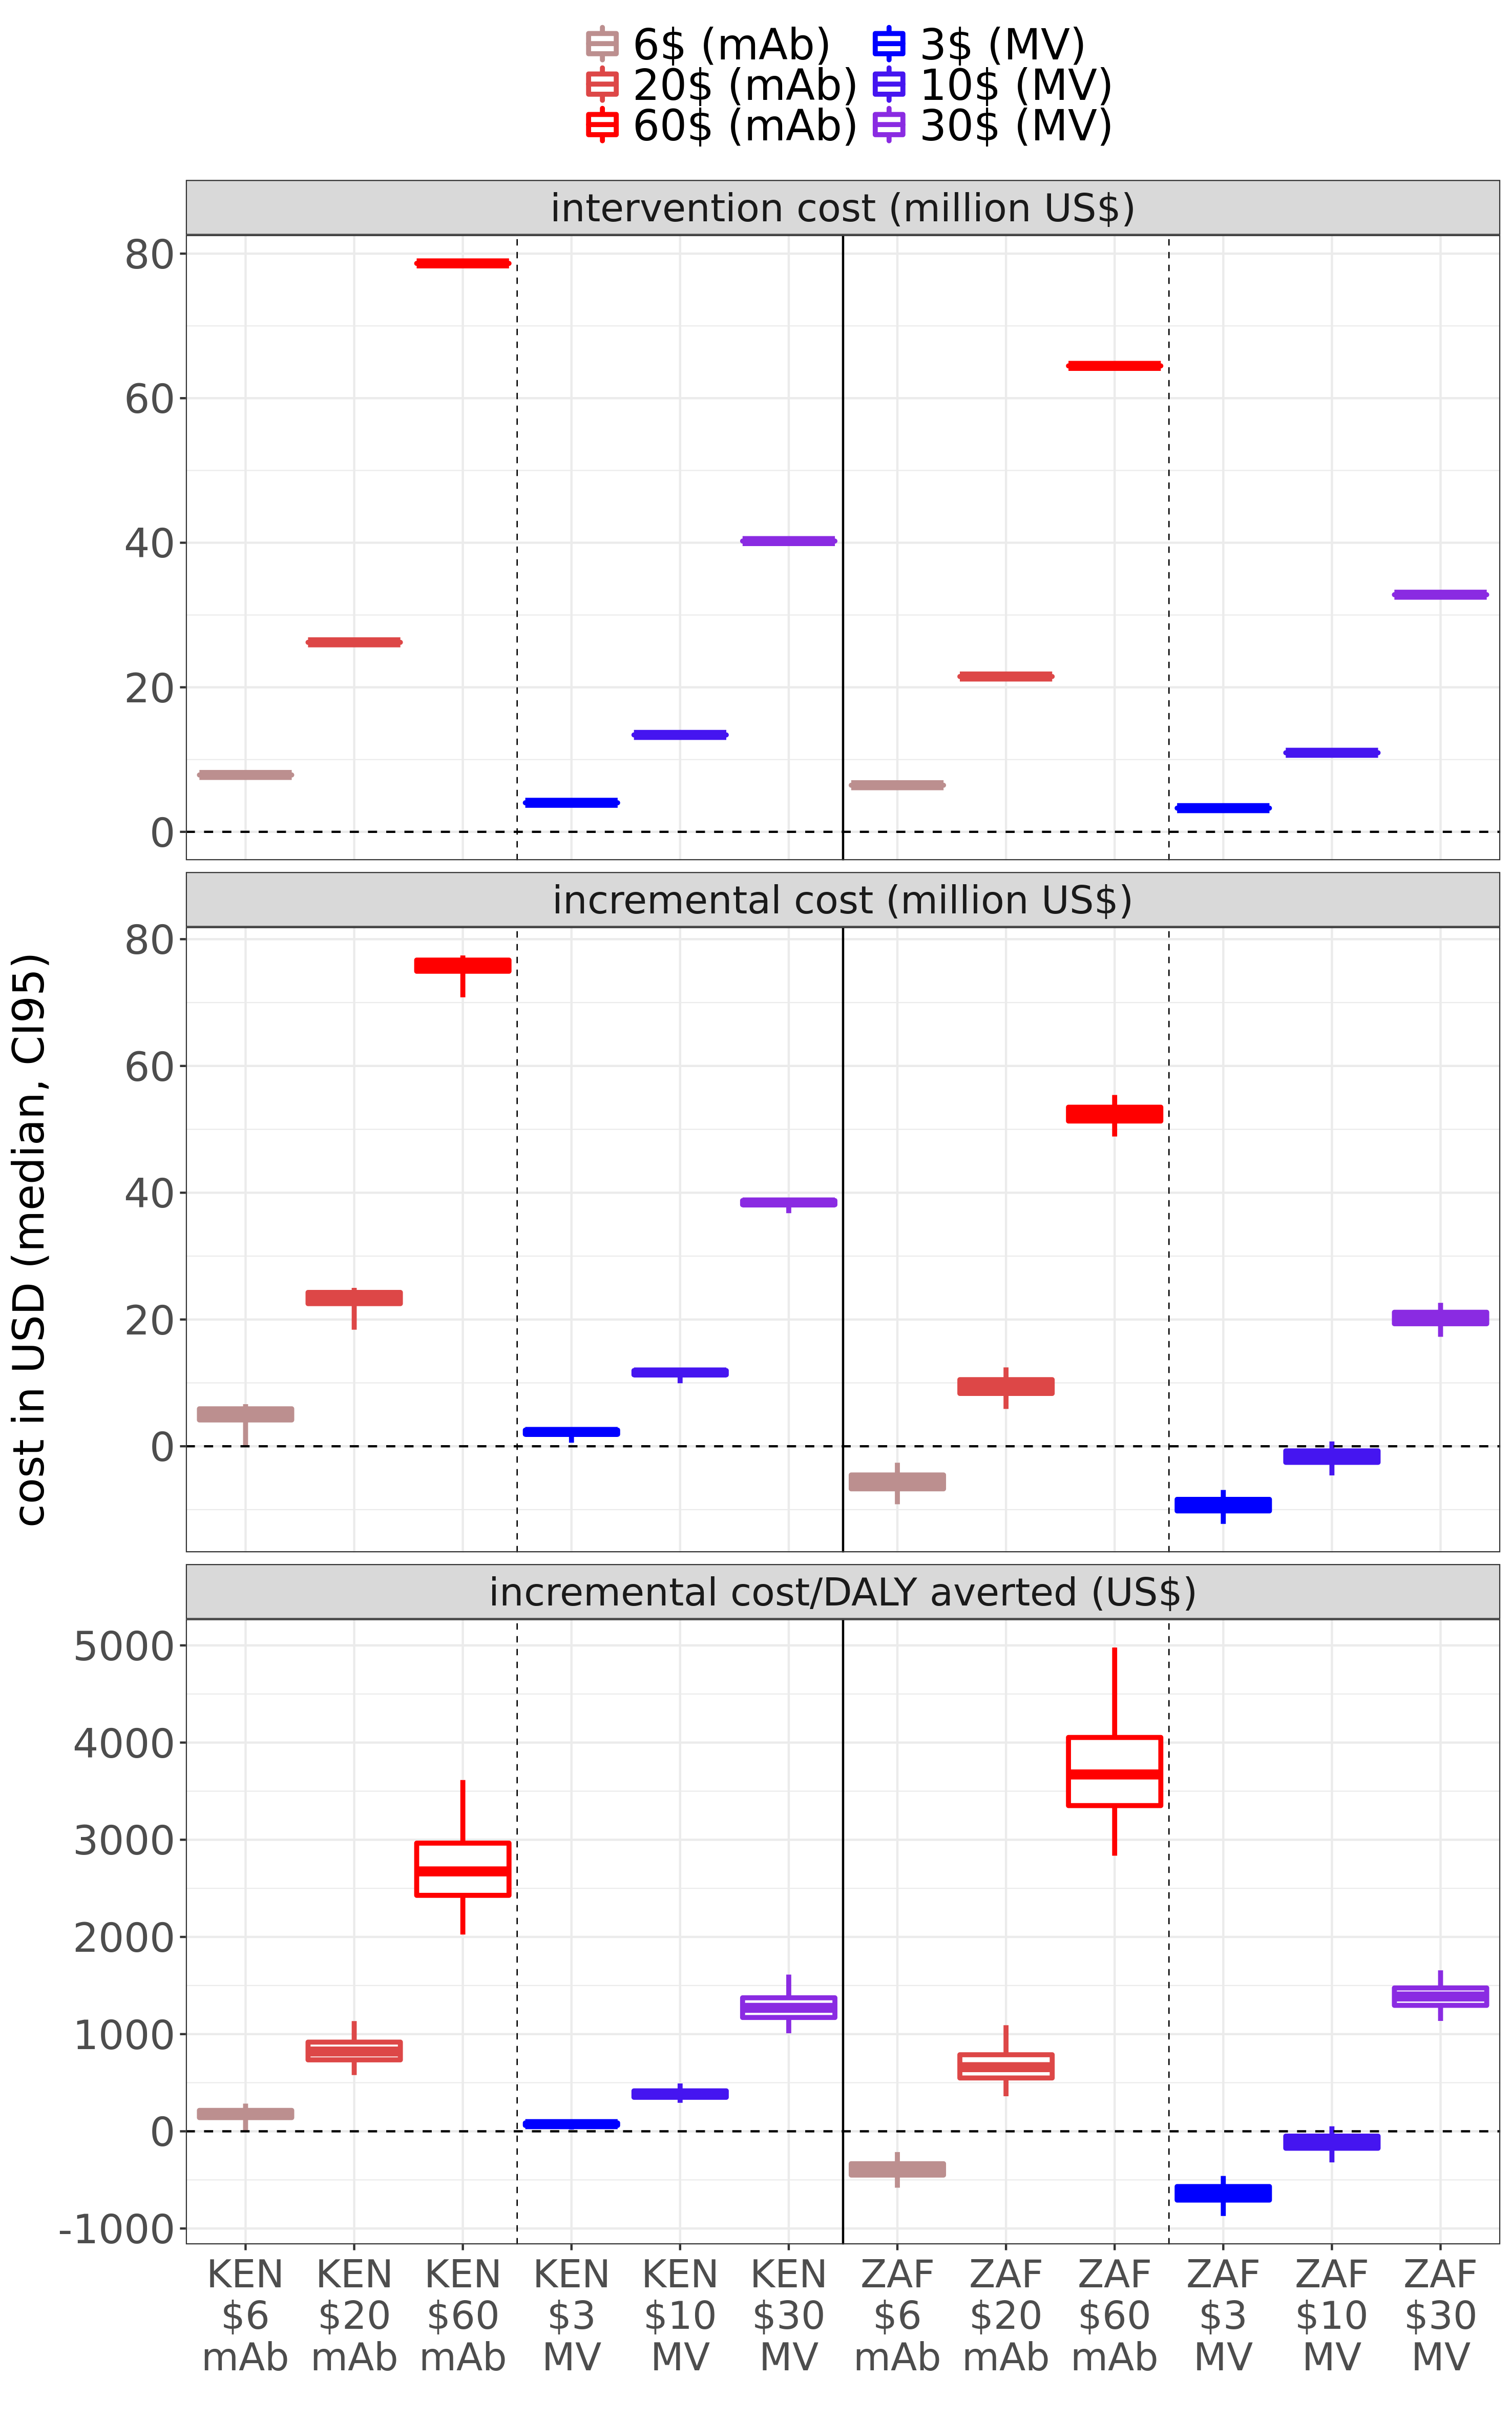 6$ (mAb) 3$ (MV)
20$ (mAb) 10$ (MV)
60$ (mAb) 30$ (MV)
cost in USD (median, CI95)
intervention cost (million US$)
80
60
40
20
0
incremental cost (million US$)
80
60
40
20
0
incremental cost/DALY averted (US$)
5000
4000
3000
2000
1000
0
-1000
KEN KEN KEN KEN KEN KEN ZAF ZAF ZAF ZAF ZAF ZAF
$6 $20 $60 $3 $10 $30 $6 $20 $60 $3 $10 $30
mAb mAb mAb MV MV MV mAb mAb mAb MV MV MV